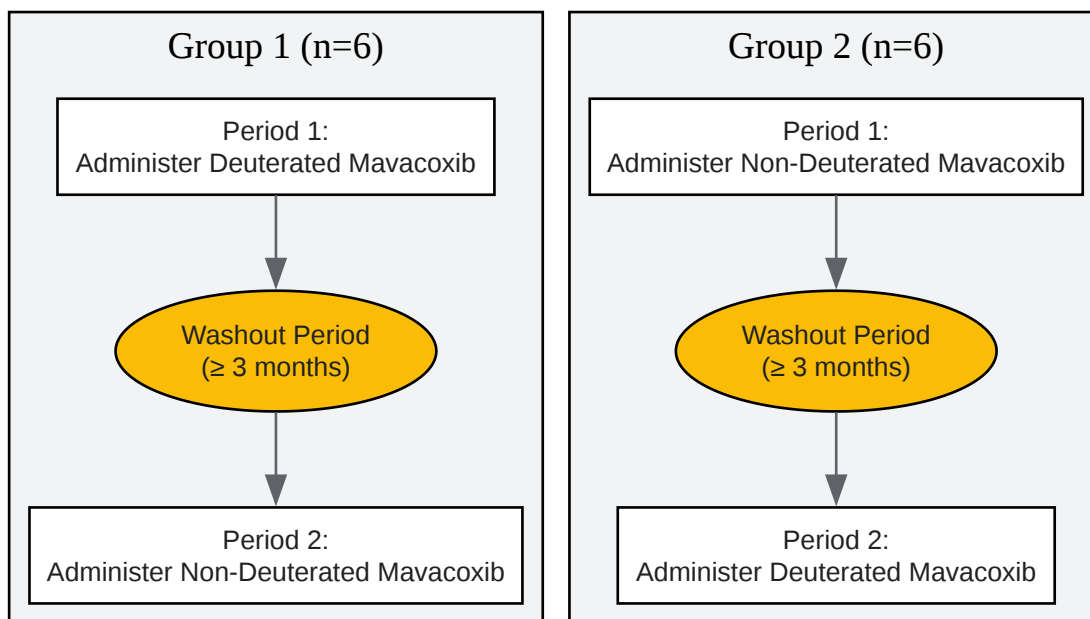 Group 1 (n=6)
Period 1:
Administer Deuterated Mavacoxib
Washout Period
(≥ 3 months)
Period 2:
Administer Non-Deuterated Mavacoxib
Group 2 (n=6)
Period 1:
Administer Non-Deuterated Mavacoxib
Washout Period
(≥ 3 months)
Period 2:
Administer Deuterated Mavacoxib